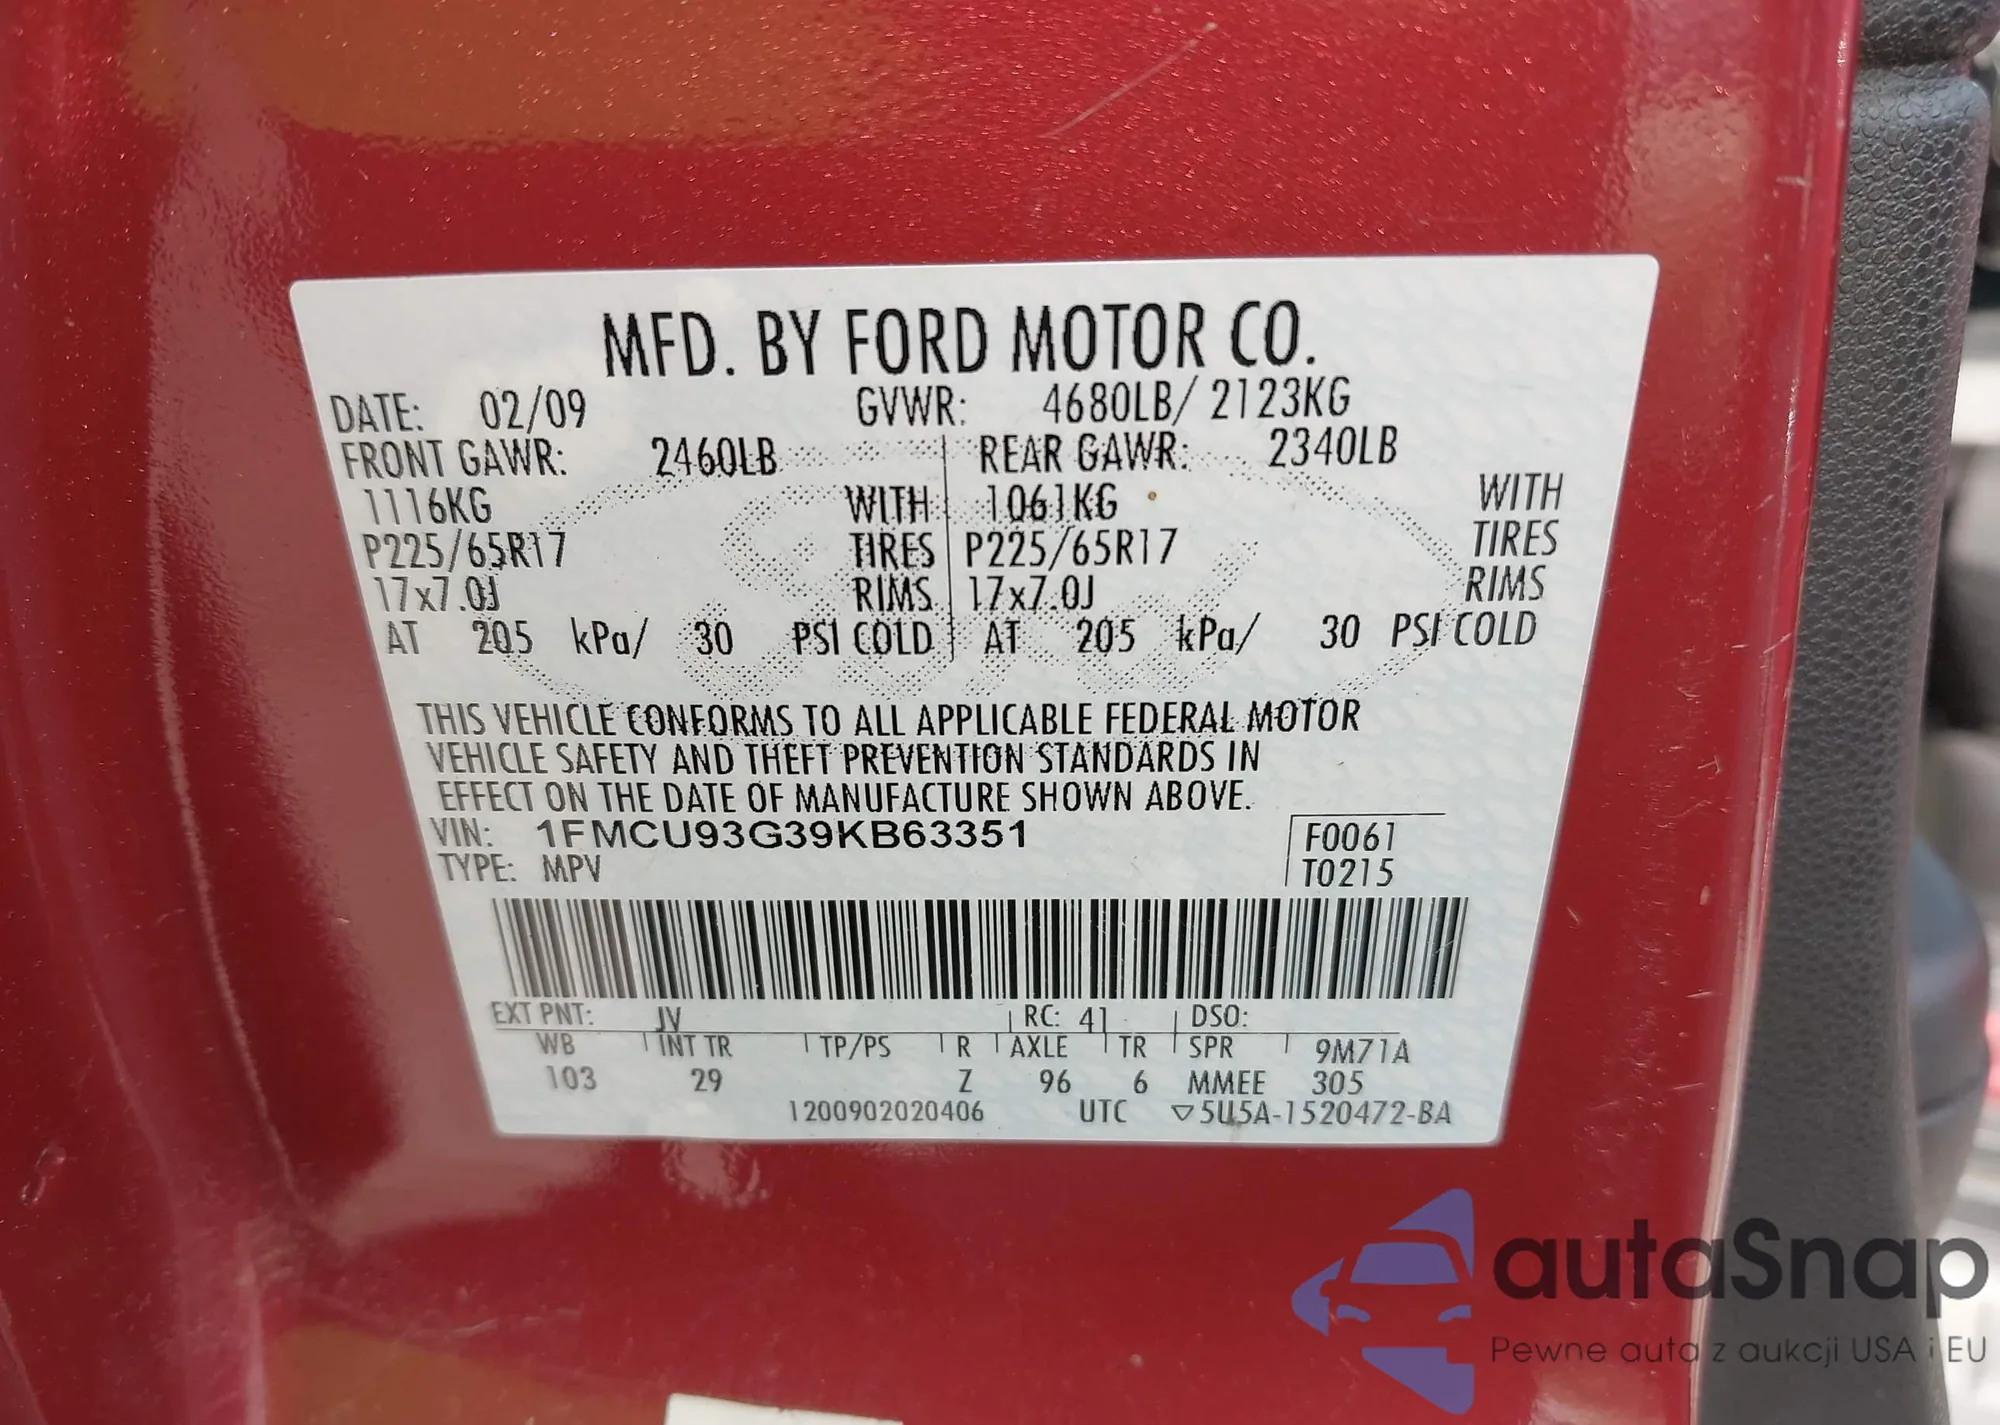 MFD. BY FORD MOTOR CO.
DATE: 02/09 GVWR: 4680LB/ 2123KG
FRONT GAWR: 2460LB REAR GAWR: 2340LB
1116KG WITH 1061KG WITH
P225/65R17 TIRES P225/65R17 TIRES
17x7.0J RIMS 17x7.0J RIMS
AT 205 kPa/ 30 PSI COLD AT 205 kPa/ 30 PSI COLD
THIS VEHICLE CONFORMS TO ALL APPLICABLE FEDERAL MOTOR
VEHICLE SAFETY AND THEFT PREVENTION STANDARDS IN
EFFECT ON THE DATE OF MANUFACTURE SHOWN ABOVE.
VIN: 1FMCU93G39KB63351 F0061
TYPE: MPV T0215
EXT PNT: JV RC: 41 DSO:
WB INT TR TP/PS R AXLE TR SPR 9M71A
103 29 Z 96 6 MMEE 305
1200902020406 UTC ▽5U5A-1520472-BA
autaSnap
Pewne auta z aukcji USA i EU